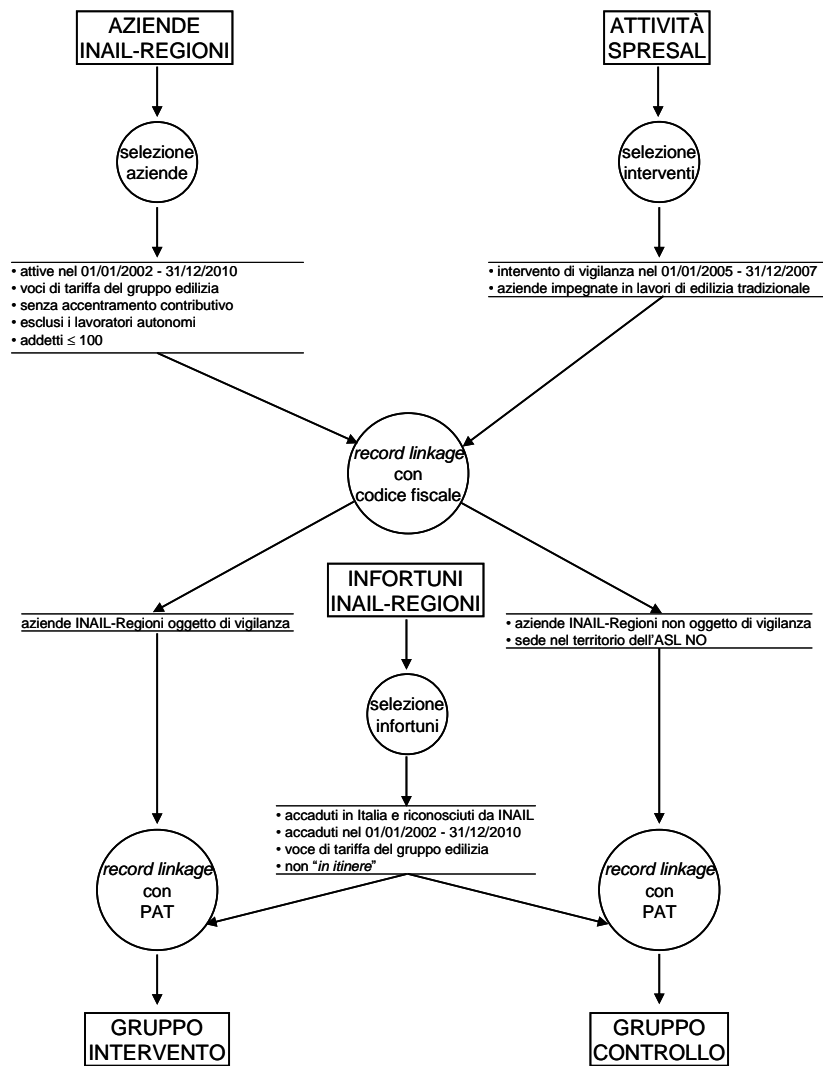 AZIENDE
INAIL-REGIONI
ATTIVITÀ
SPRESAL
selezione
aziende
selezione
interventi
• attive nel 01/01/2002 - 31/12/2010
• voci di tariffa del gruppo edilizia
• senza accentramento contributivo
• esclusi i lavoratori autonomi
• addetti ≤ 100
• intervento di vigilanza nel 01/01/2005 - 31/12/2007
• aziende impegnate in lavori di edilizia tradizionale
record linkage
con
codice fiscale
INFORTUNI
INAIL-REGIONI
aziende INAIL-Regioni oggetto di vigilanza
• aziende INAIL-Regioni non oggetto di vigilanza
• sede nel territorio dell'ASL NO
selezione
infortuni
• accaduti in Italia e riconosciuti da INAIL
• accaduti nel 01/01/2002 - 31/12/2010
• voce di tariffa del gruppo edilizia
• non “in itinere”
record linkage
con
PAT
record linkage
con
PAT
GRUPPO
INTERVENTO
GRUPPO
CONTROLLO